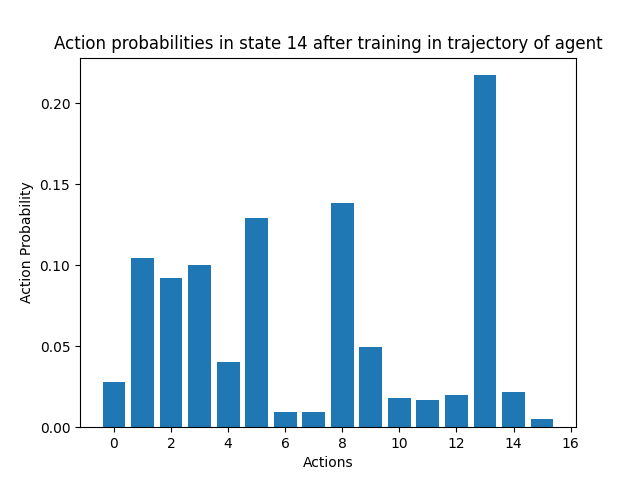 Action probabilities in state 14 after training in trajectory of agent
0.20
0.15
0.10
0.05
0.00
Action Probability
0 2 4 6 8 10 12 14 16
Actions